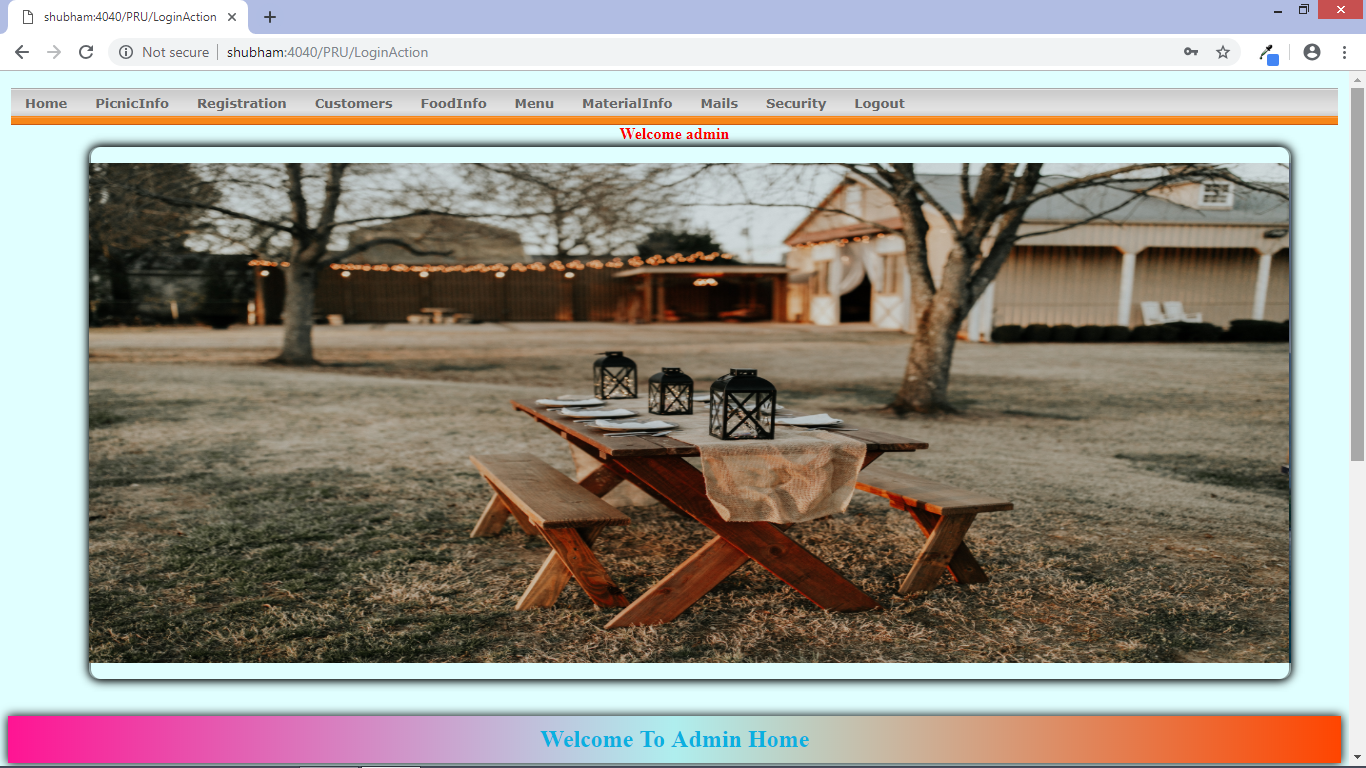 shubham:4040/PRU/LoginAction
Not secure shubham:4040/PRU/LoginAction
Home PicnicInfo Registration Customers FoodInfo Menu MaterialInfo Mails Security Logout
Welcome admin
Welcome To Admin Home